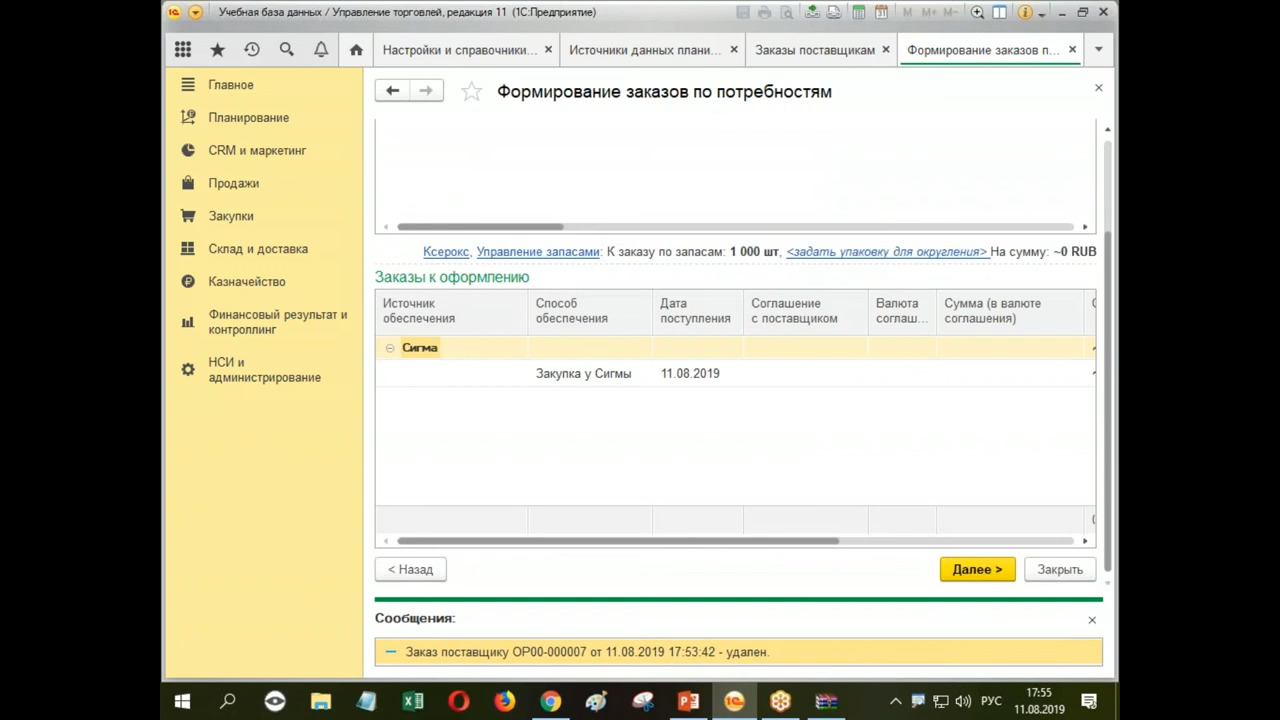 Учебная база данных / Управление торговлей, редакция 11 (1С:Предприятие)
M M+ M-
Настройки и справочники...
Источники данных плани...
Заказы поставщикам
Формирование заказов п...
Главное
Планирование
CRM и маркетинг
Продажи
Закупки
Склад и доставка
Казначейство
Финансовый результат и
контроллинг
НСИ и
администрирование
Формирование заказов по потребностям
Ксерокс, Управление запасами: К заказу по запасам: 1 000 шт, <задать упаковку для округления> На сумму: ~0 RUB
Заказы к оформлению
Источник
обеспечения
Способ
обеспечения
Дата
поступления
Соглашение
с поставщиком
Валюта
соглаш...
Сумма (в валюте
соглашения)
Сигма
Закупка у Сигмы
11.08.2019
< Назад
Далее >
Закрыть
Сообщения:
Заказ поставщику ОР00-000007 от 11.08.2019 17:53:42 - удален.
РУС
17:55
11.08.2019